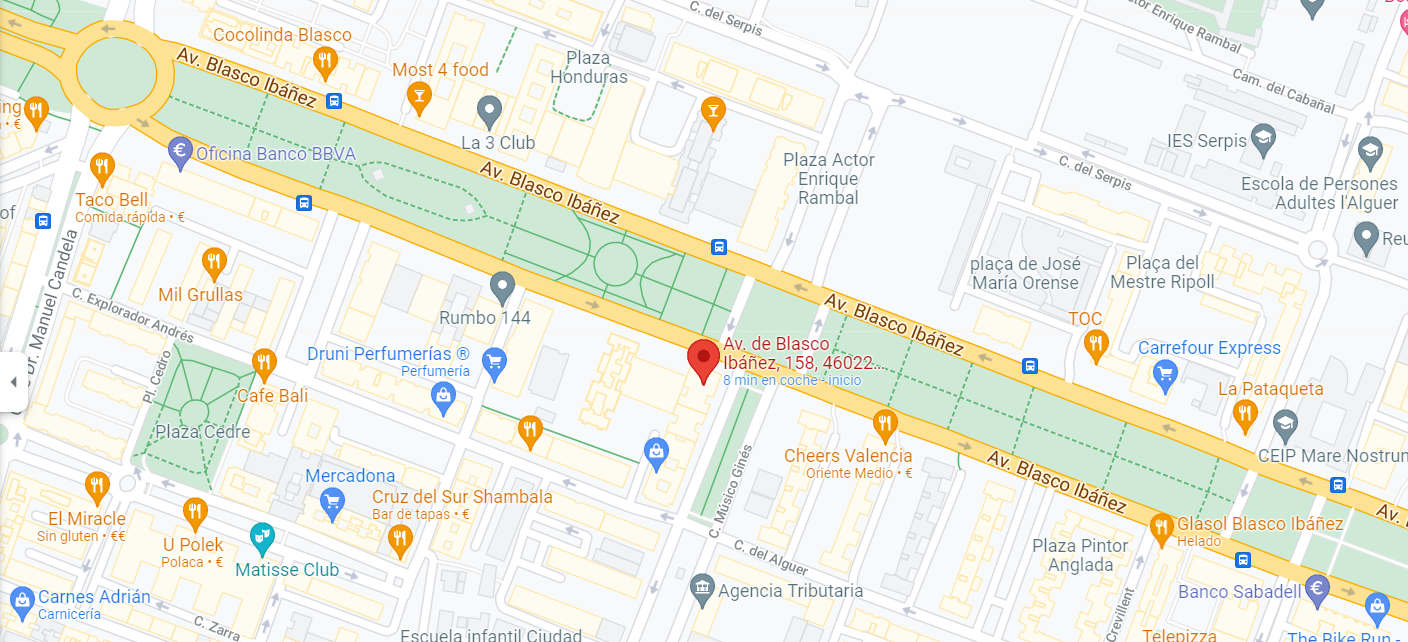 C. del Serpis
Actor Enrique Rambal
Cocolinda Blasco
Av. Blasco Ibáñez
Most 4 food
Plaza
Honduras
Cam. del Cabañal
La 3 Club
IES Serpis
Oficina Banco BBVA
Av. Blasco Ibáñez
Plaza Actor
Enrique
Rambal
C. del Serpis
Escola de Persones
Adultes l'Alguer
Taco Bell
Comida rápida • €
Dr. Manuel Candela
Mil Grullas
C. Explorador Andrés
Rumbo 144
plaça de José
María Orense
Plaça del
Mestre Ripoll
Av. Blasco Ibáñez
TOC
Carrefour Express
Av. de Blasco
Ibáñez, 158, 46022...
8 min en coche - inicio
Druni Perfumerías ®
Perfumería
Pl. Cedro
Cafe Bali
Plaza Cedre
La Pataqueta
CEIP Mare Nostrum
Cheers Valencia
Oriente Medio • €
Av. Blasco Ibáñez
C. Músico Ginés
Mercadona
Cruz del Sur Shambala
Bar de tapas • €
El Miracle
Sin gluten • €€
U Polek
Polaca • €
Matisse Club
C. del Alguer
Plaza Pintor
Anglada
Glasol Blasco Ibáñez
Helado
Av.
Agencia Tributaria
Banco Sabadell
Carnes Adrián
Carnicería
C. Zarra
Escuela infantil Ciudad
Crevillent
Telepizza
The Bike Run -